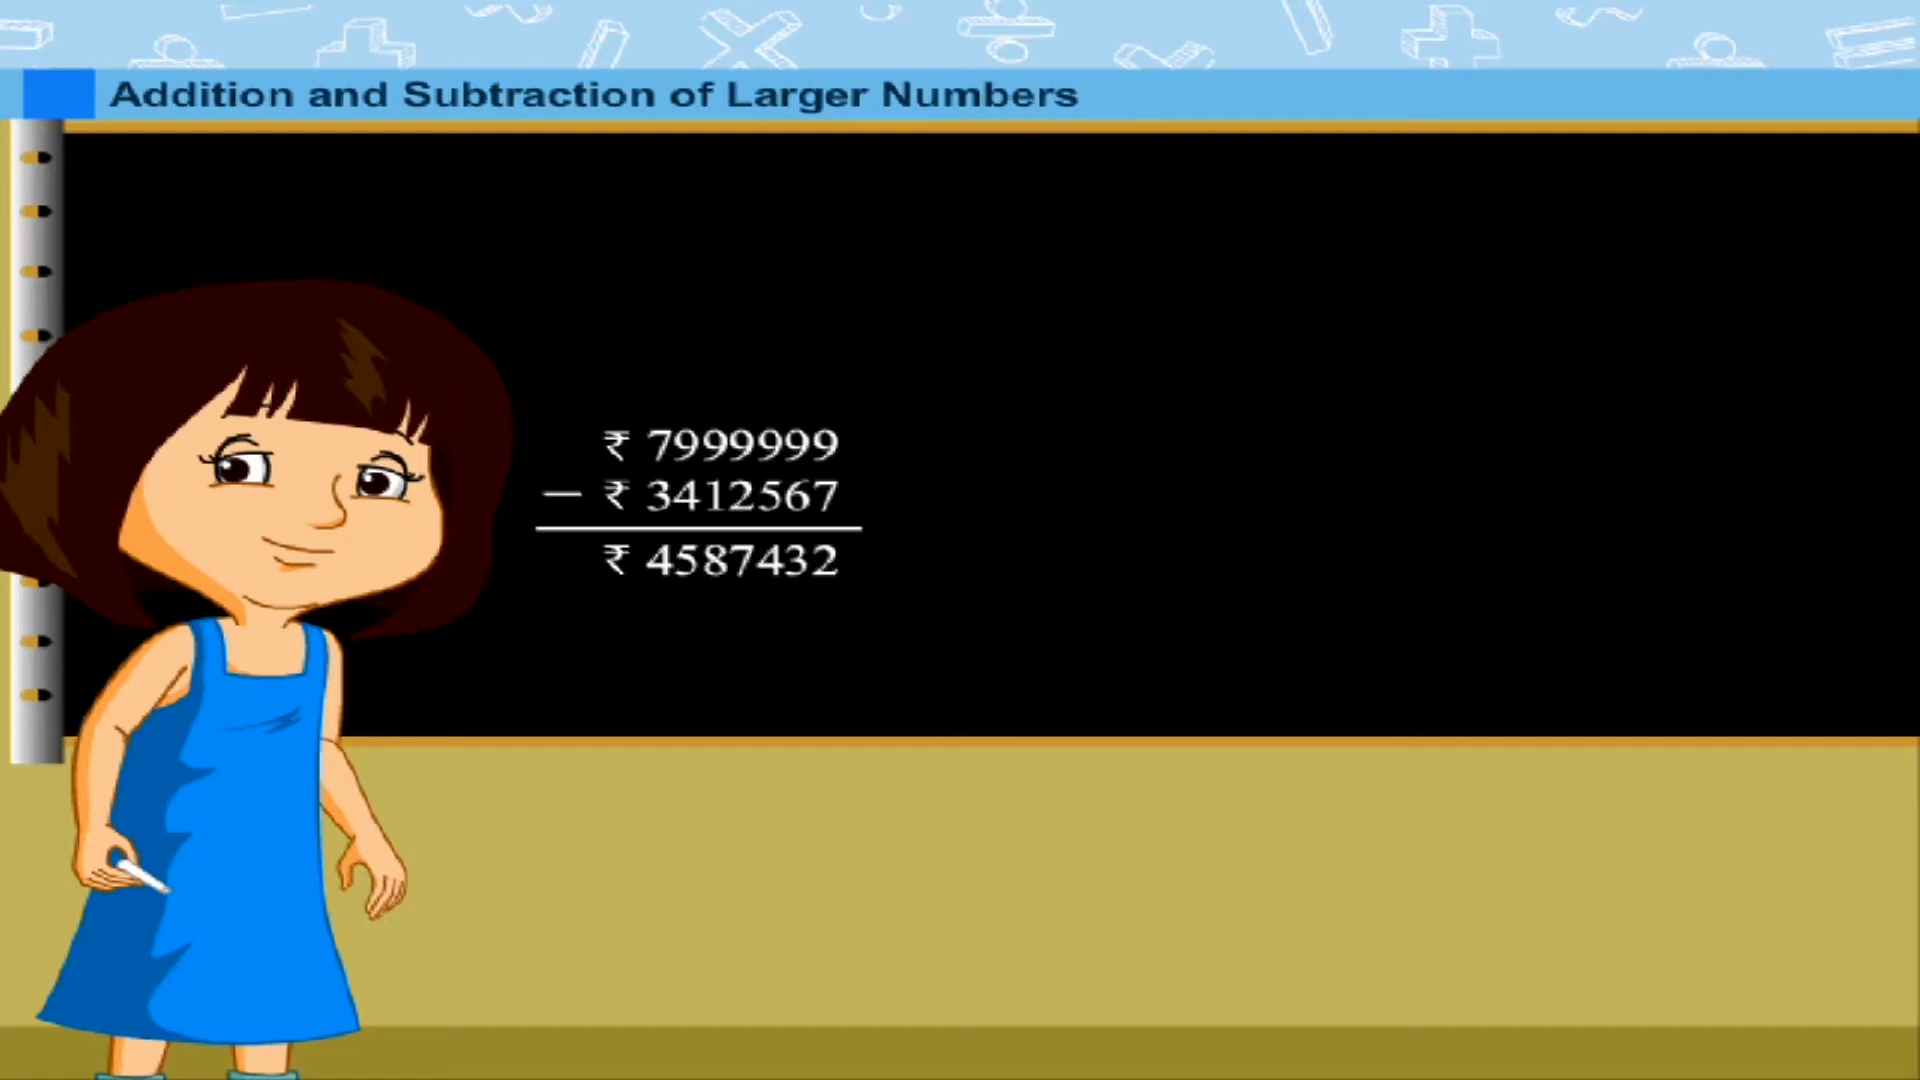 Addition and Subtraction of Larger Numbers
₹ 7999999
— ₹ 3412567
₹ 4587432